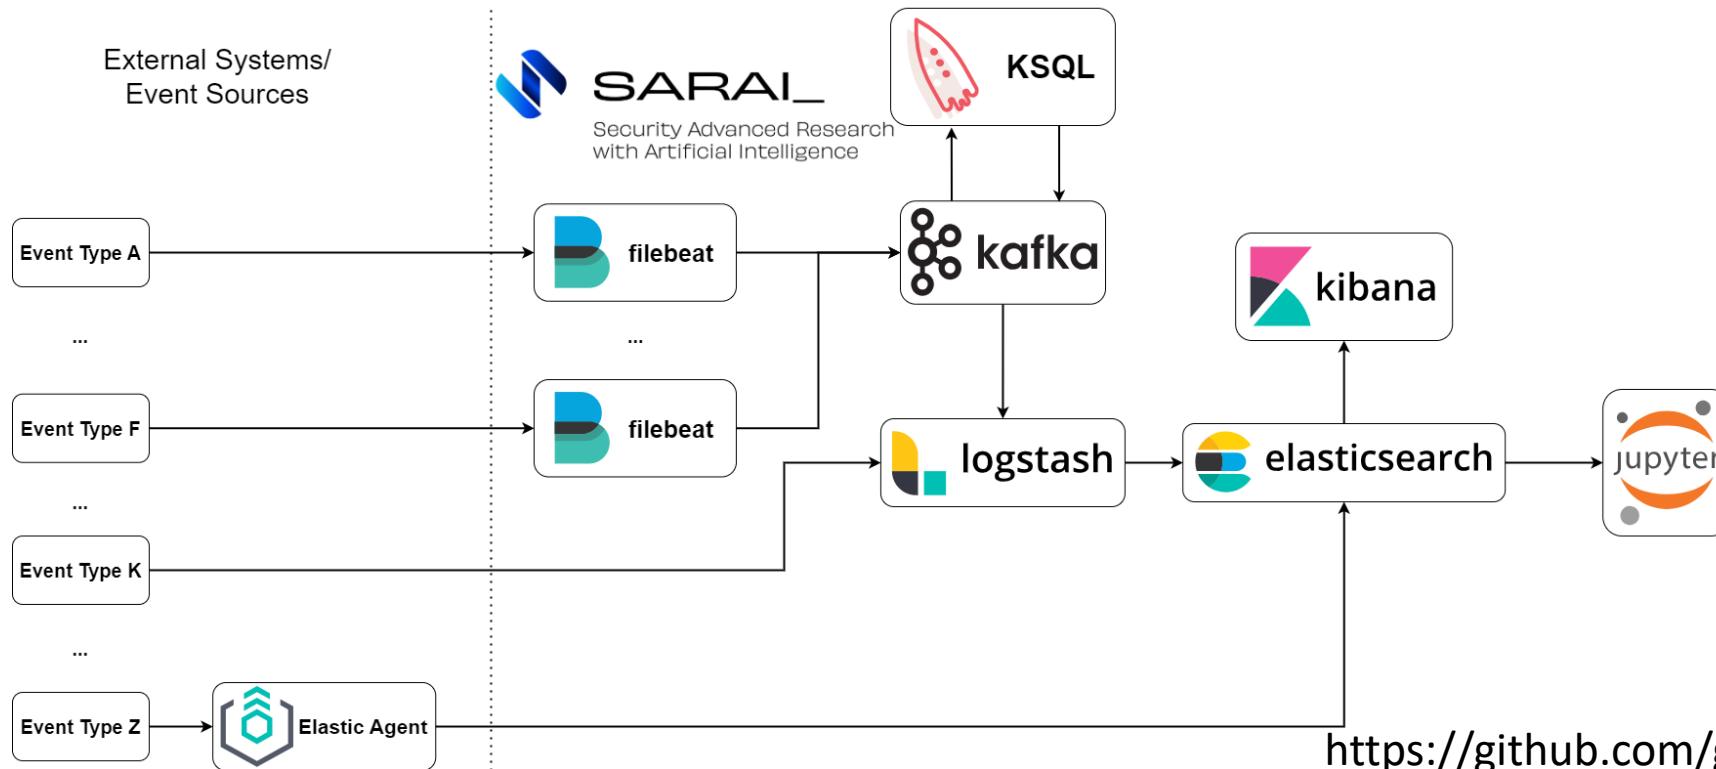 External Systems/
Event Sources
SARAI_
Security Advanced Research
with Artificial Intelligence
KSQL
Event Type A
filebeat
kafka
kibana
...
...
Event Type F
filebeat
logstash
elasticsearch
jupyter
...
Event Type K
...
Event Type Z
Elastic Agent
https://github.com/g